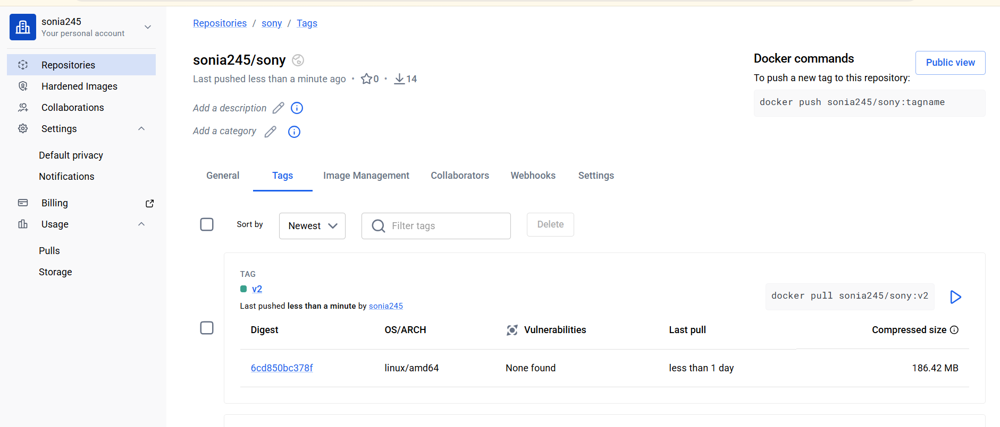 sonia245
Your personal account
Repositories
Hardened Images
Collaborations
Settings
Default privacy
Notifications
Billing
Usage
Pulls
Storage
Repositories / sony / Tags
sonia245/sony
Last pushed less than a minute ago • 0 • 14
Add a description
Add a category
Docker commands
Public view
To push a new tag to this repository:
docker push sonia245/sony:tagname
General Tags Image Management Collaborators Webhooks Settings
Sort by Newest Filter tags Delete
TAG
v2
Last pushed less than a minute by sonia245
docker pull sonia245/sony:v2
Digest OS/ARCH Vulnerabilities Last pull Compressed size
6cd850bc378f linux/amd64 None found less than 1 day 186.42 MB